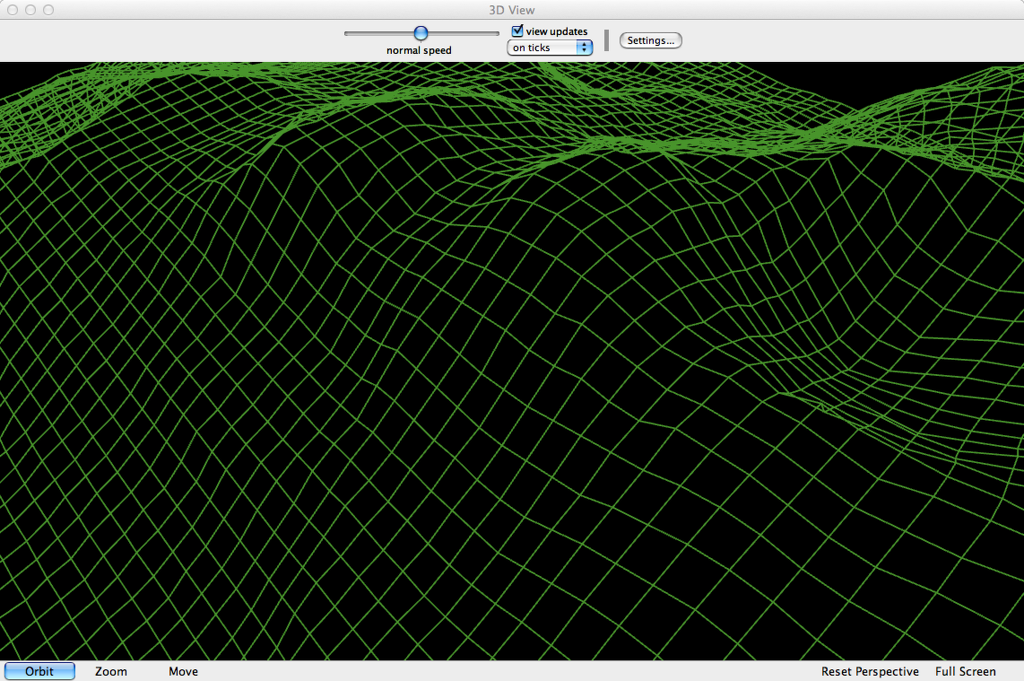 3D View
normal speed
view updates
on ticks
Settings...
Orbit Zoom Move Reset Perspective Full Screen